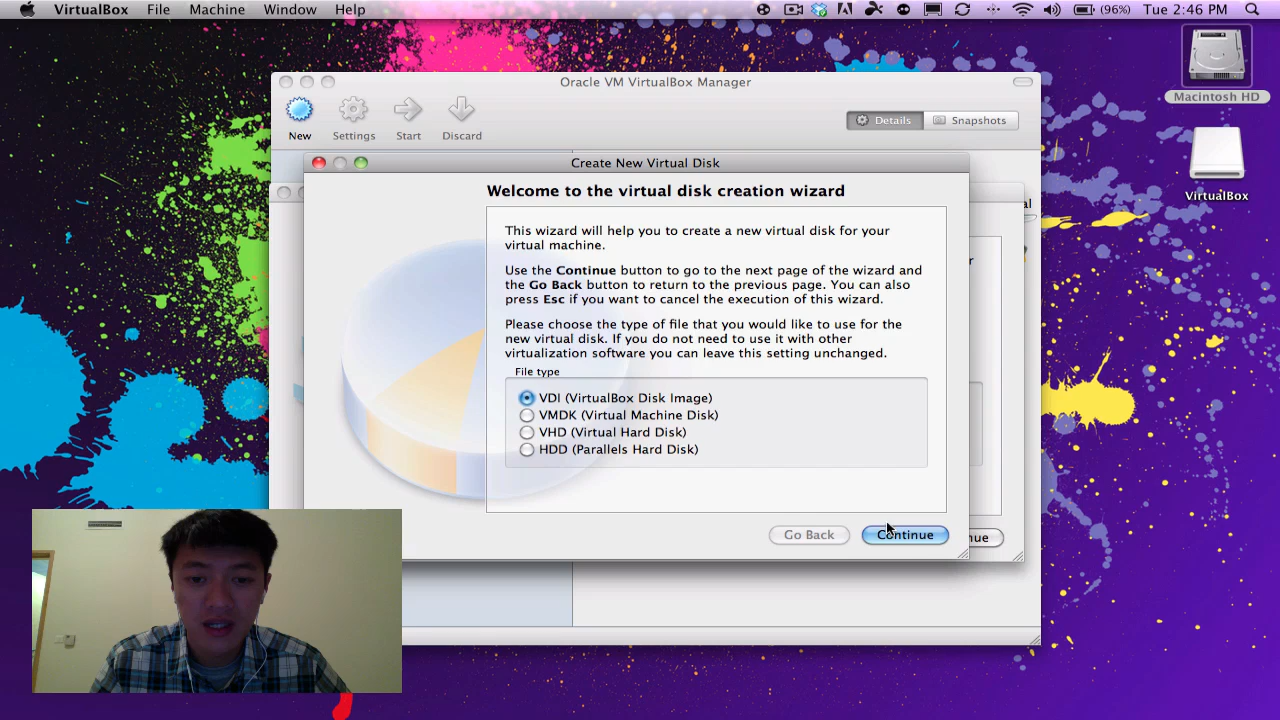 VirtualBox File Machine Window Help
(96%) Tue 2:46 PM
Macintosh HD
VirtualBox
Oracle VM VirtualBox Manager
New Settings Start Discard
Details Snapshots
Create New Virtual Disk
Welcome to the virtual disk creation wizard
This wizard will help you to create a new virtual disk for your
virtual machine.
Use the Continue button to go to the next page of the wizard and
the Go Back button to return to the previous page. You can also
press Esc if you want to cancel the execution of this wizard.
Please choose the type of file that you would like to use for the
new virtual disk. If you do not need to use it with other
virtualization software you can leave this setting unchanged.
File type
VDI (VirtualBox Disk Image)
VMDK (Virtual Machine Disk)
VHD (Virtual Hard Disk)
HDD (Parallels Hard Disk)
Go Back Continue